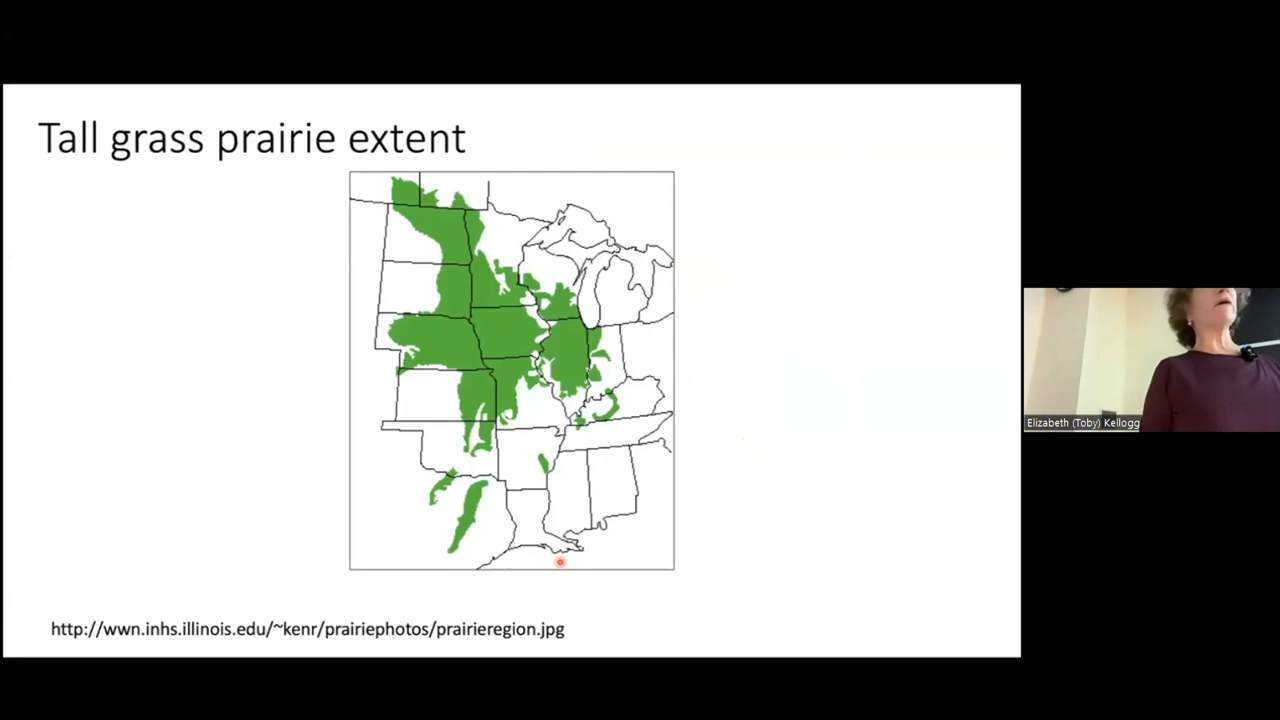 Tall grass prairie extent
http://wwn.inhs.illinois.edu/~kenr/prairiephotos/prairieregion.jpg
Elizabeth (Toby) Kellogg